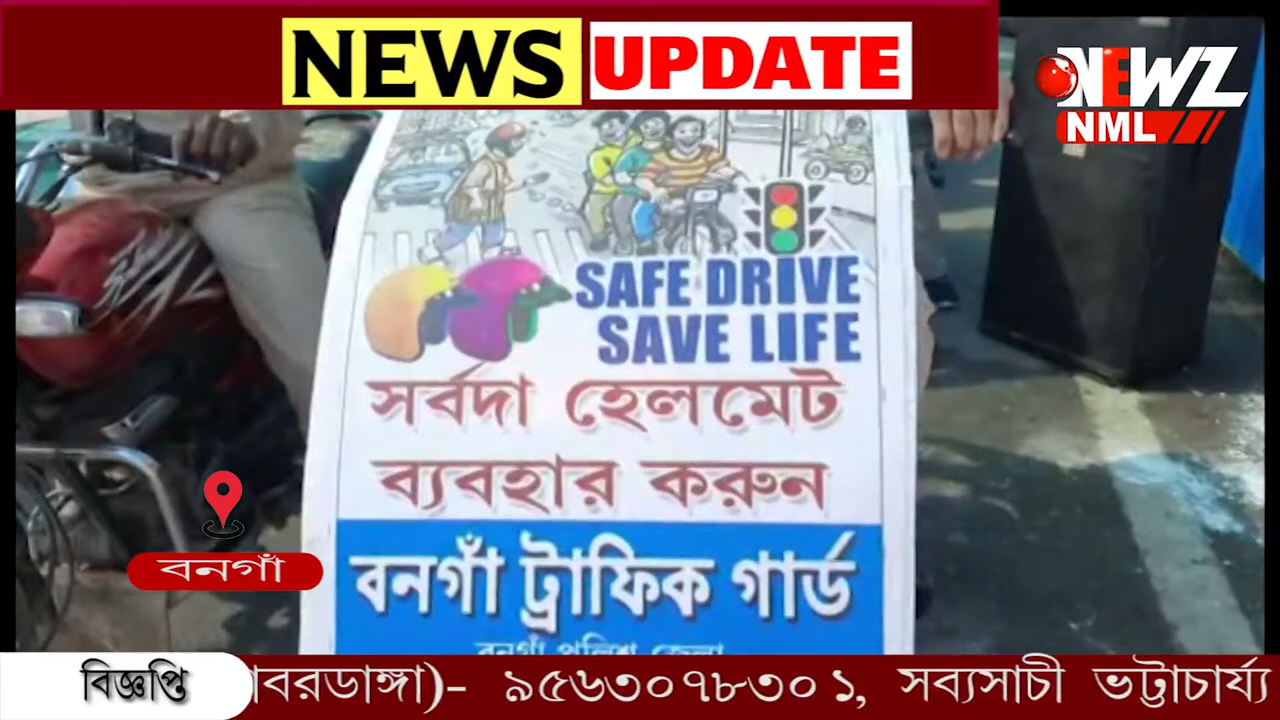 NEWS UPDATE
NEWZ
NML
SAFE DRIVE
SAVE LIFE
সর্বদা হেলমেট
ব্যবহার করুন
বনগাঁ ট্রাফিক গার্ড
বনগাঁ পুলিশ জেলা
বনগাঁ
বিজ্ঞপ্তি
াবরডাঙ্গা)- ৯৫৬৩০৭৮৩০১, সব্যসাচী ভট্টাচার্য্য